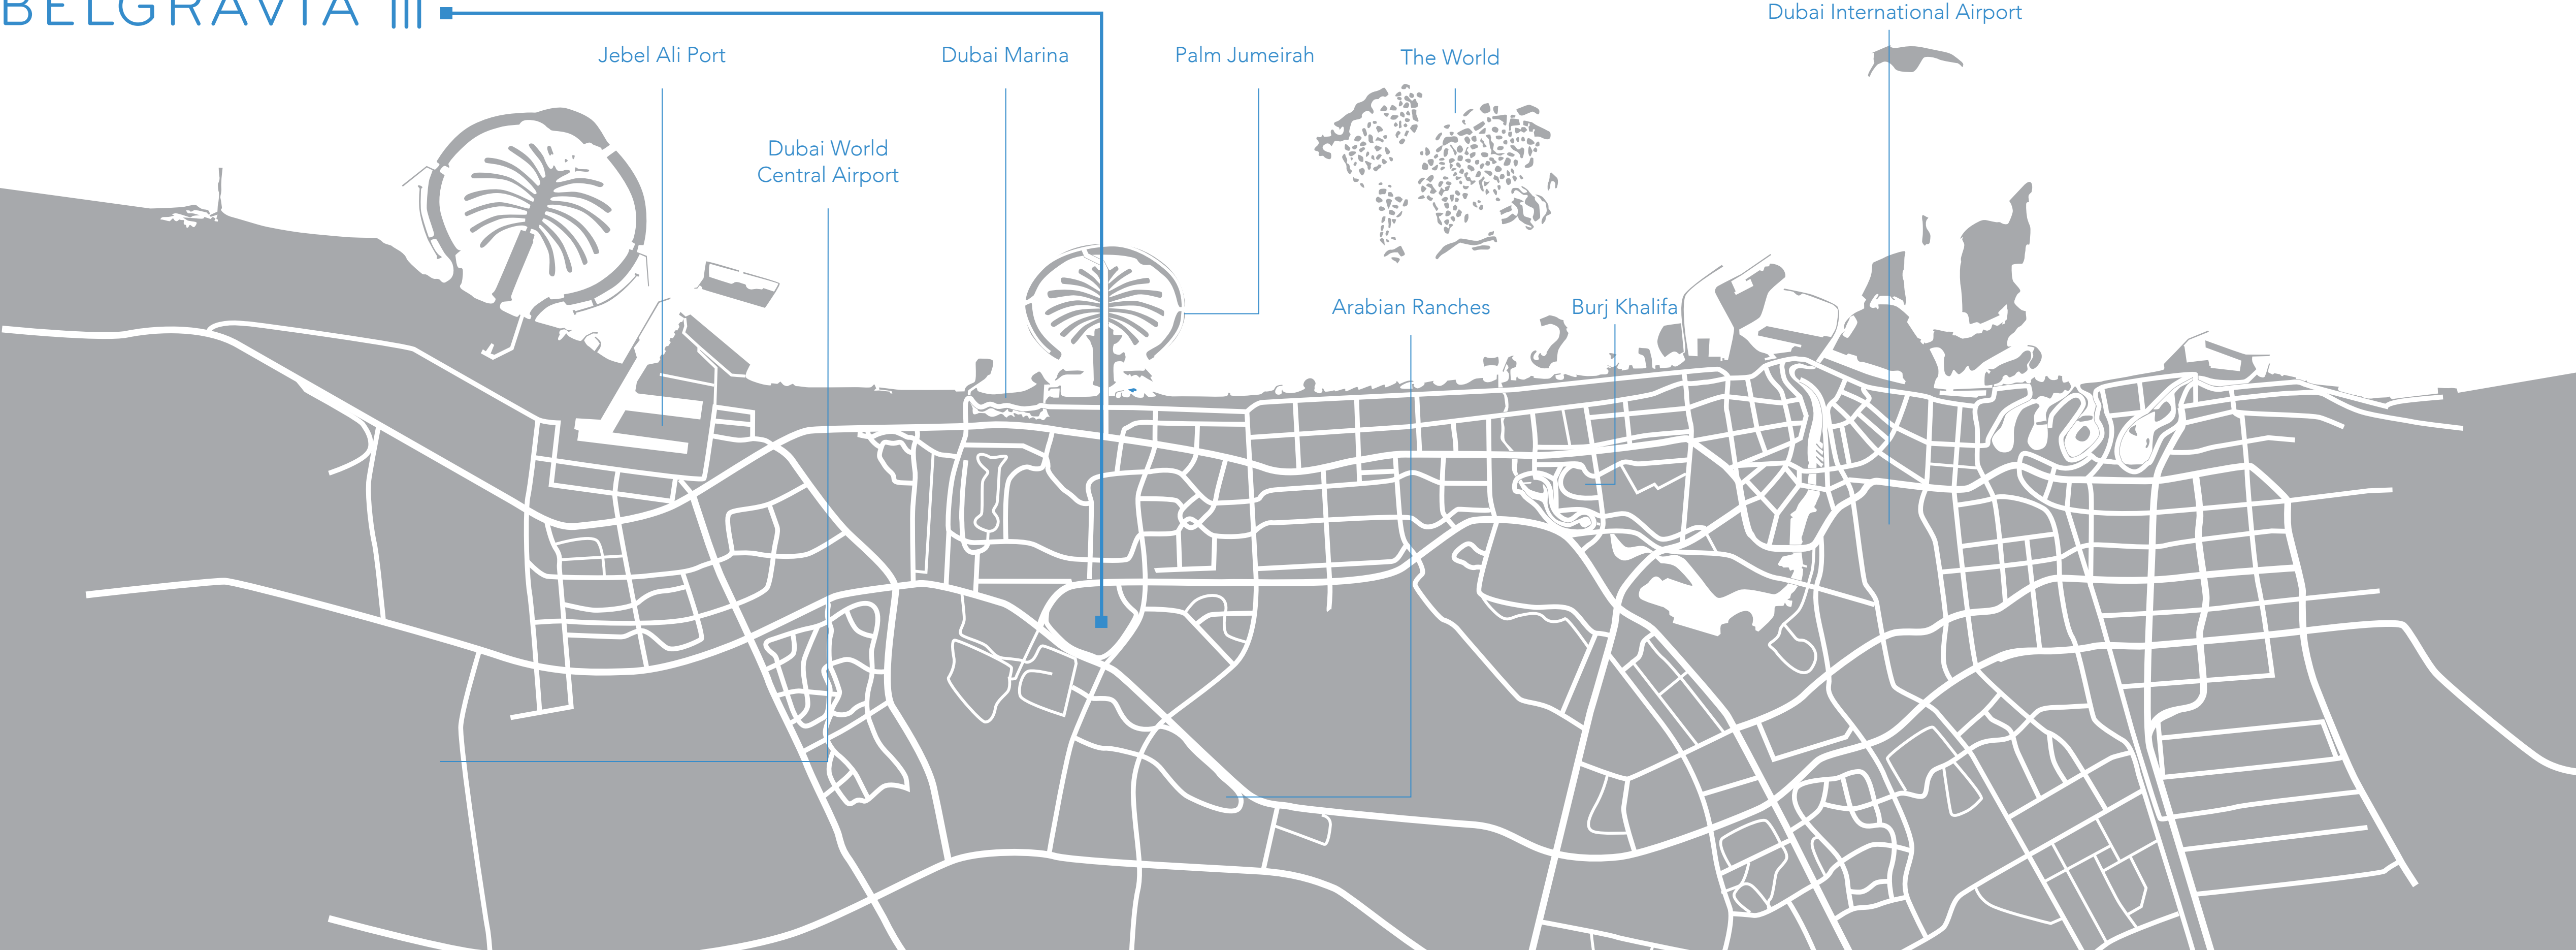 BELGRAVIA III
Dubai International Airport
Jebel Ali Port
Dubai Marina
Palm Jumeirah
The World
Dubai World
Central Airport
Arabian Ranches
Burj Khalifa